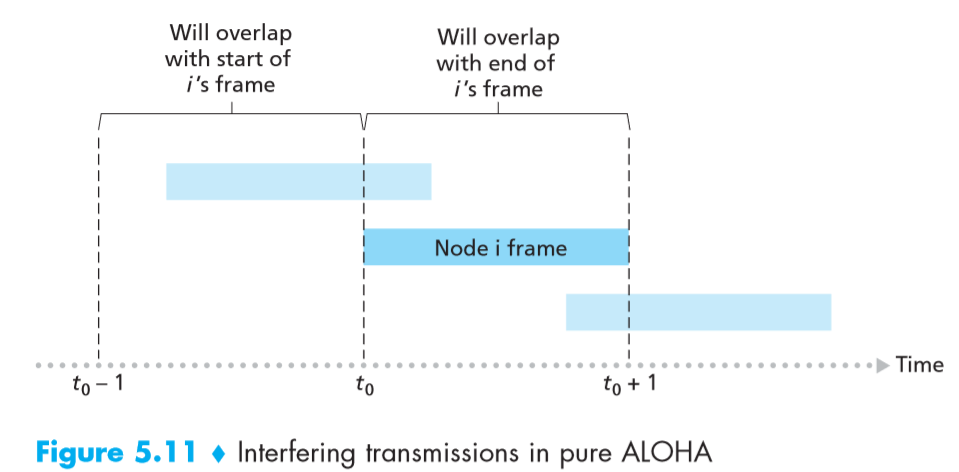 Will overlap
with start of
i's frame
Will overlap
with end of
i's frame
Node i frame
t0 – 1
t0
t0 + 1
Time
Figure 5.11 ♦ Interfering transmissions in pure ALOHA